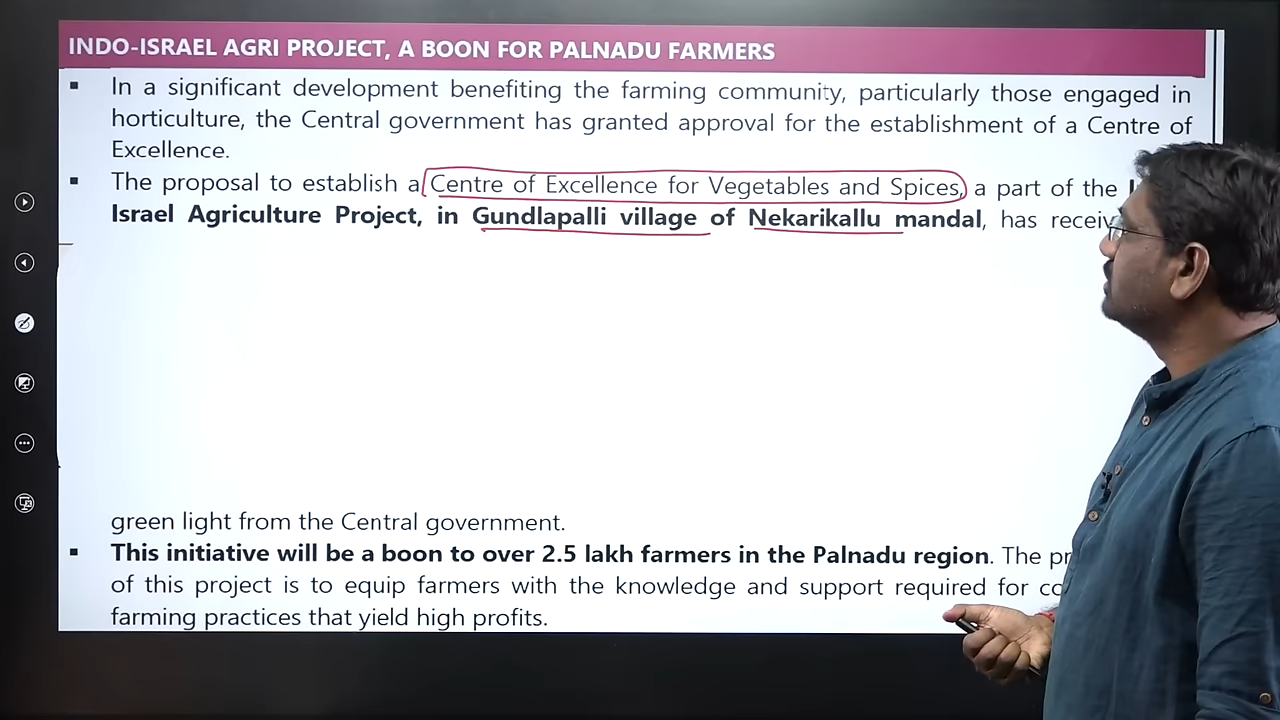 INDO-ISRAEL AGRI PROJECT, A BOON FOR PALNADU FARMERS
▪ In a significant development benefiting the farming community, particularly those engaged in
horticulture, the Central government has granted approval for the establishment of a Centre of
Excellence.
▪ The proposal to establish a Centre of Excellence for Vegetables and Spices, a part of the
Israel Agriculture Project, in Gundlapalli village of Nekarikallu mandal, has
green light from the Central government.
▪ This initiative will be a boon to over 2.5 lakh farmers in the Palnadu region. The
of this project is to equip farmers with the knowledge and support required for
farming practices that yield high profits.